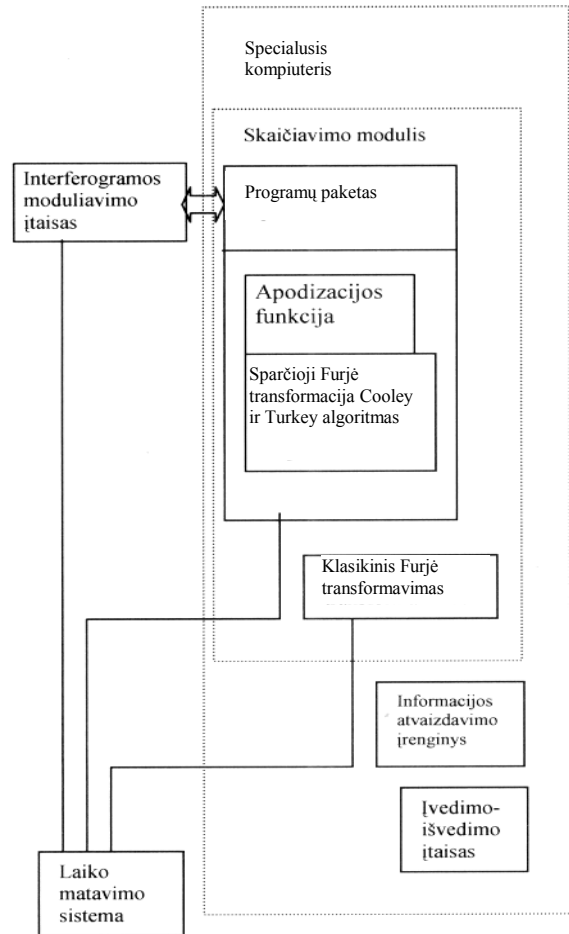 Specialusis
kompiuteris
Skaičiavimo modulis
Interferogramos
moduliavimo
įtaisas
Programų paketas
Apodizacijos
funkcija
Sparčioji Furjė
transformacija Cooley
ir Turkey algoritmas
Klasikinis Furjė
transformavimas
Informacijos
atvaizdavimo
įrenginys
Įvedimo-
išvedimo
įtaisas
Laiko
matavimo
sistema